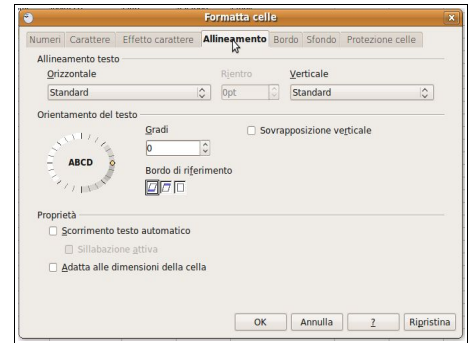 Formatta celle
Numeri Carattere Effetto carattere Allineamento Bordo Sfondo Protezione celle
Allineamento testo
Orizzontale Rientro Verticale
Standard 0pt Standard
Orientamento del testo
Gradi
Sovrapposizione verticale
0
ABCD
Bordo di riferimento
Proprietà
Scorrimento testo automatico
Sillabazione attiva
Adatta alle dimensioni della cella
OK Annulla ? Ripristina